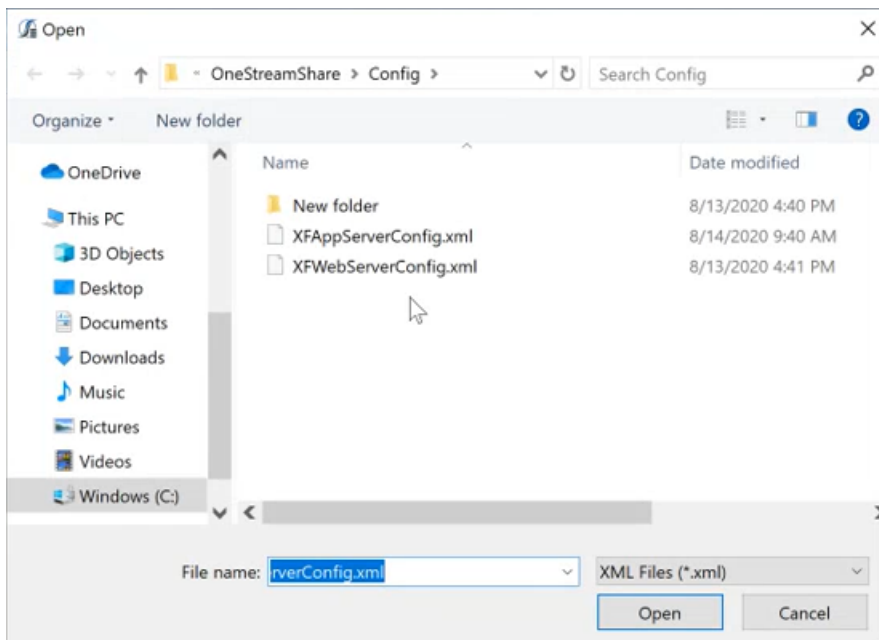 Open
OneStreamShare > Config >
Search Config
Organize
New folder
?
Name
Date modified
OneDrive
This PC
3D Objects
Desktop
Documents
Downloads
Music
Pictures
Videos
Windows (C:)
New folder 8/13/2020 4:40 PM
XFAppServerConfig.xml 8/14/2020 9:40 AM
XFWebServerConfig.xml 8/13/2020 4:41 PM
File name: rverConfig.xml
XML Files (*.xml)
Open
Cancel